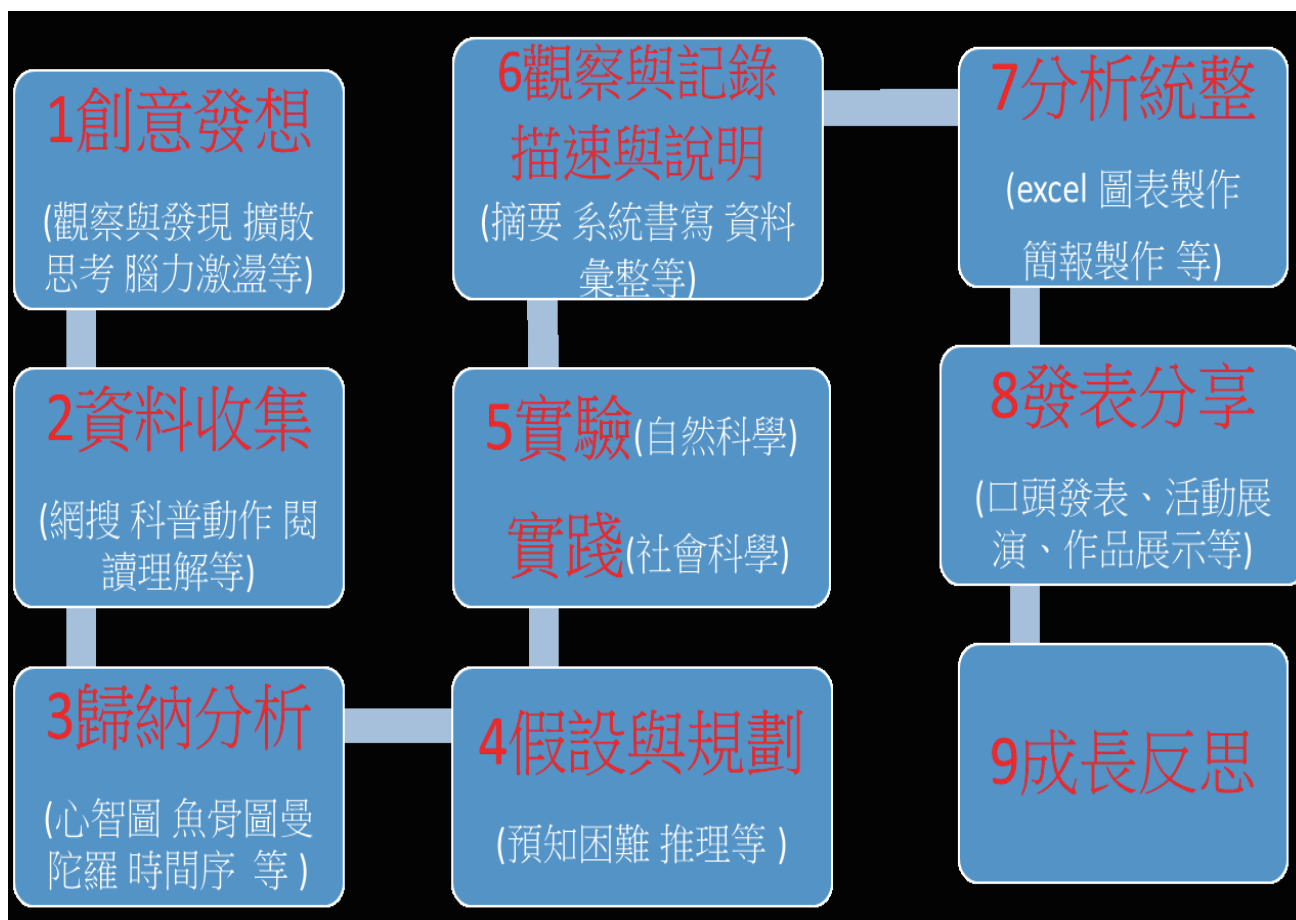 1創意發想
(觀察與發現 擴散
思考 腦力激盪等)
2資料收集
(網搜 科普動作 閱
讀理解等)
3歸納分析
(心智圖 魚骨圖曼
陀羅 時間序 等 )
4假設與規劃
(預知困難 推理等 )
5實驗(自然科學)
實踐(社會科學)
6觀察與記錄
描速與說明
(摘要 系統書寫 資料
彙整等)
7分析統整
(excel 圖表製作
簡報製作 等)
8發表分享
(口頭發表、活動展
演、作品展示等)
9成長反思